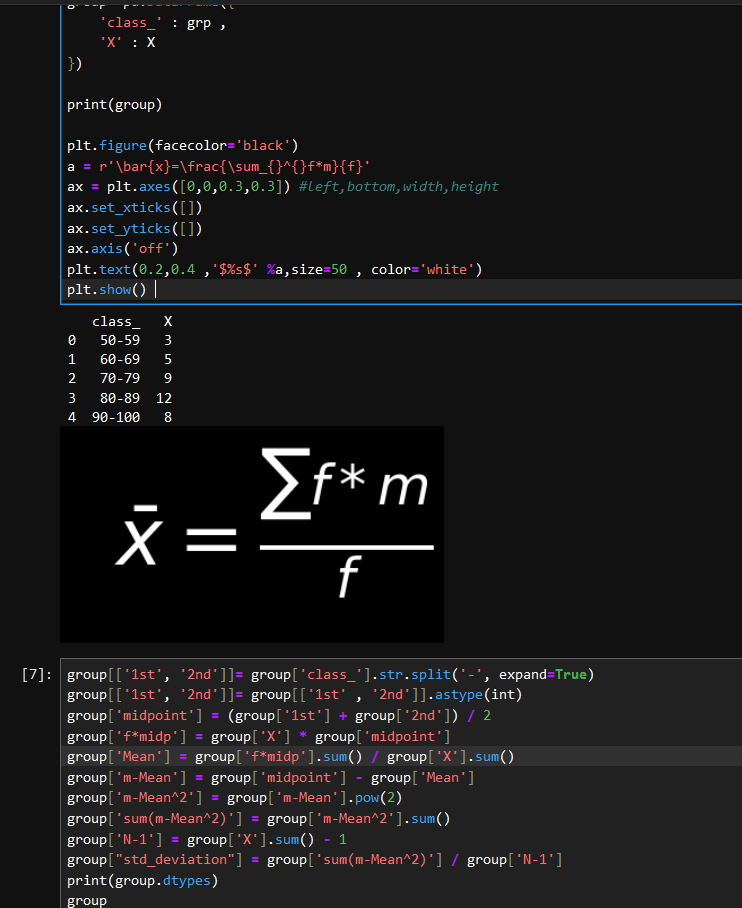 'class_' : grp ,
'X' : X
})
print(group)
plt.figure(facecolor='black')
a = r'\bar{x}=\frac{\sum_{}^{}f*m}{f}'
ax = plt.axes([0,0,0.3,0.3]) #left,bottom,width,height
ax.set_xticks([])
ax.set_yticks([])
ax.axis('off')
plt.text(0.2,0.4 ,'$%s$' %a,size=50 , color='white')
plt.show()
class_ X
0 50-59 3
1 60-69 5
2 70-79 9
3 80-89 12
4 90-100 8
x̄ = ∑f * m / f
[7]:
group[['1st', '2nd']]= group['class_'].str.split('-', expand=True)
group[['1st', '2nd']]= group[['1st' , '2nd']].astype(int)
group['midpoint'] = (group['1st'] + group['2nd']) / 2
group['f*midp'] = group['X'] * group['midpoint']
group['Mean'] = group['f*midp'].sum() / group['X'].sum()
group['m-Mean'] = group['midpoint'] - group['Mean']
group['m-Mean^2'] = group['m-Mean'].pow(2)
group['sum(m-Mean^2)'] = group['m-Mean^2'].sum()
group['N-1'] = group['X'].sum() - 1
group["std_deviation"] = group['sum(m-Mean^2)'] / group['N-1']
print(group.dtypes)
group